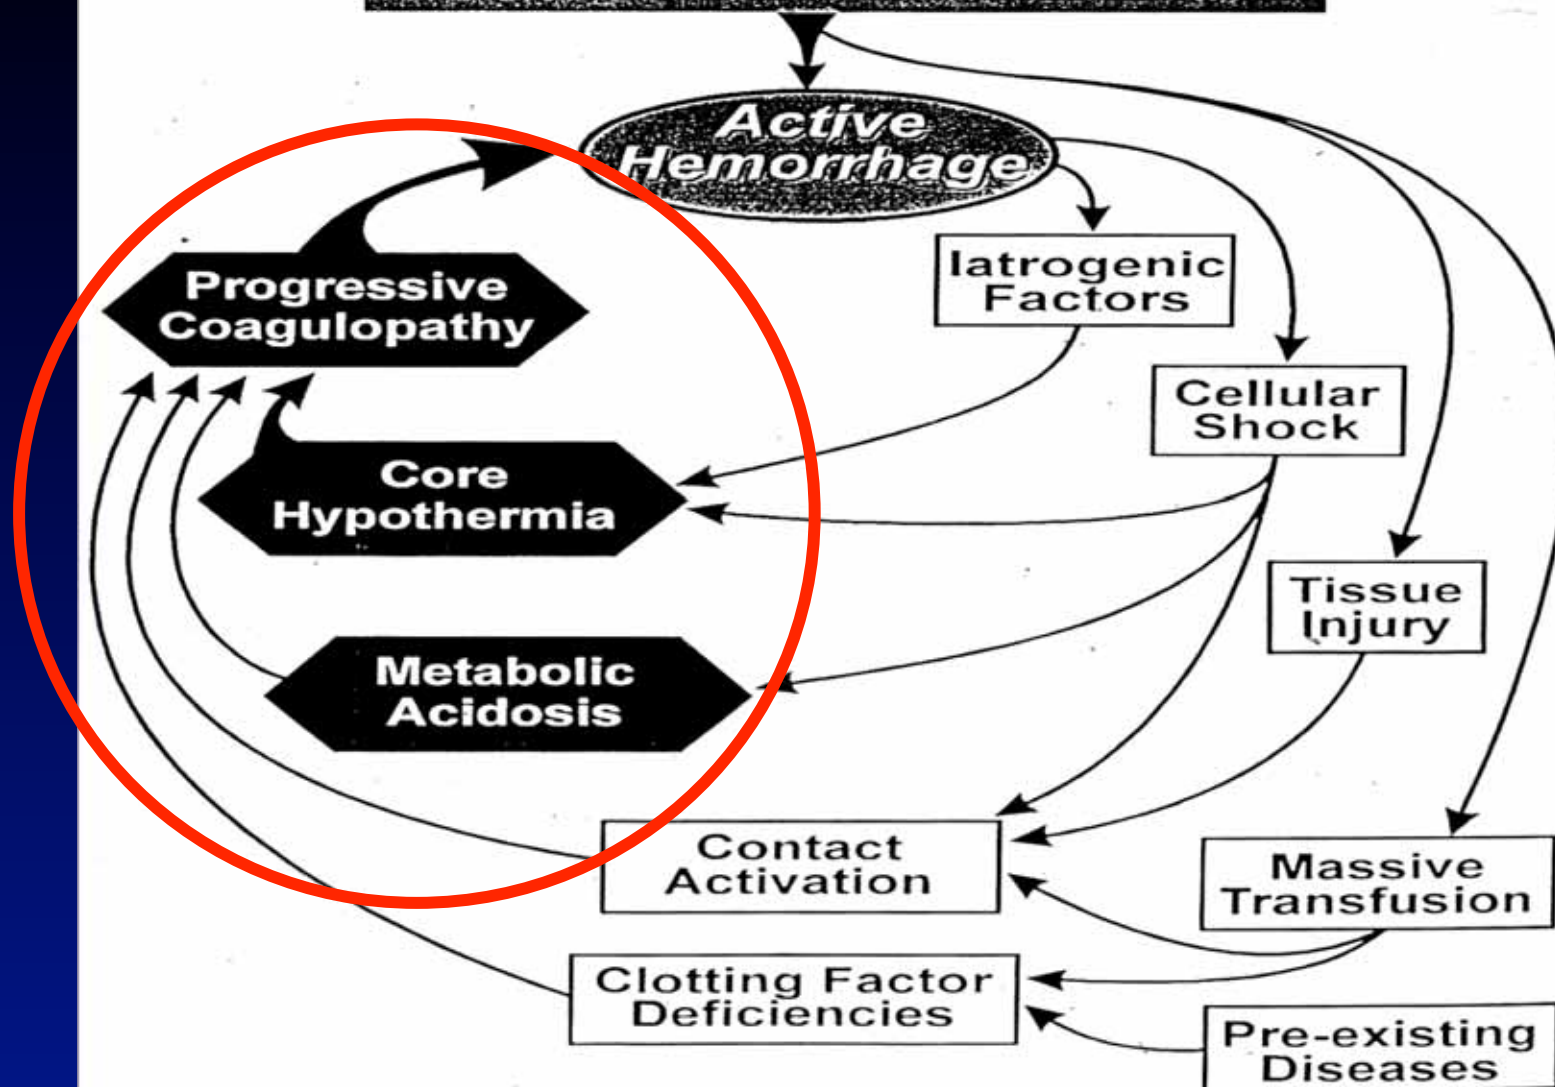 Active
Hemorrhage
Progressive
Coagulopathy
Iatrogenic
Factors
Cellular
Shock
Core
Hypothermia
Tissue
Injury
Metabolic
Acidosis
Contact
Activation
Massive
Transfusion
Clotting Factor
Deficiencies
Pre-existing
Diseases